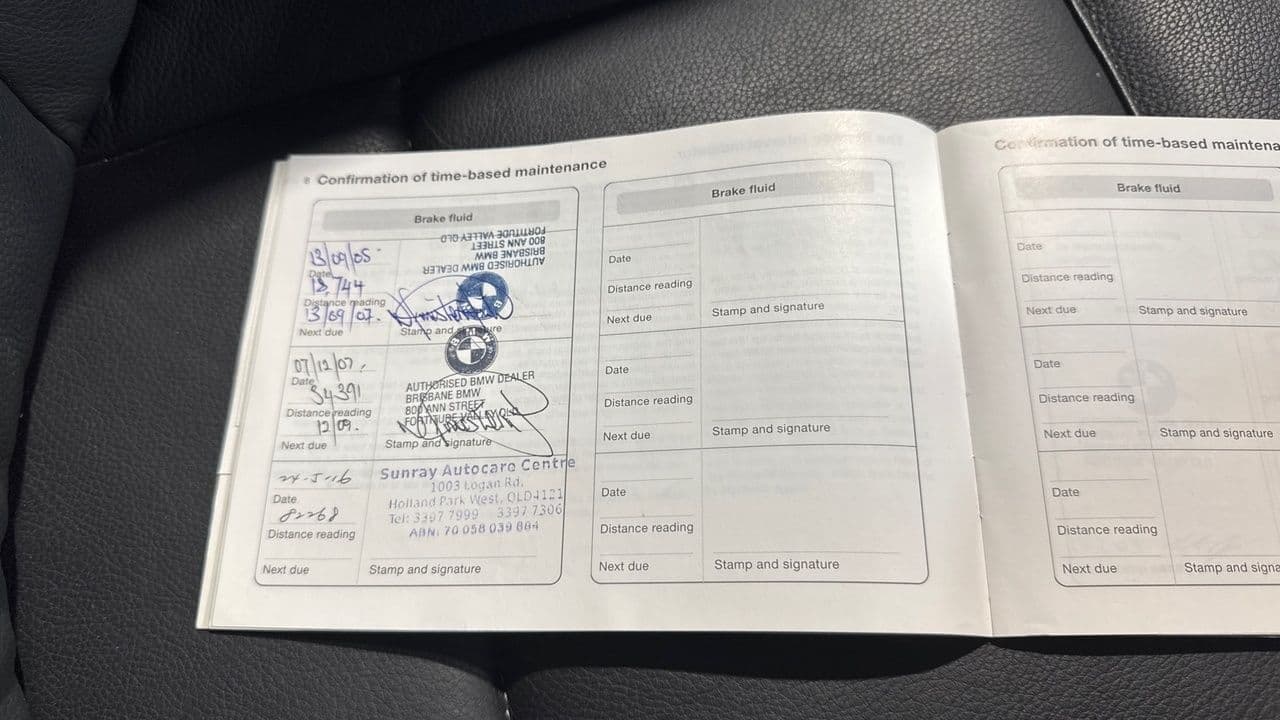 8 Confirmation of time-based maintenance
Brake fluid
13/09/05
Date
744
Distance reading
13/09/07.
Next due
AUTHORISED BMW DEALER
BRISBANE BMW
800 ANN STREET
FORTITUDE VALLEY QLD
Stamp and signature
07/12/07
Date
34391
Distance reading
12/09.
Next due
AUTHORISED BMW DEALER
BRISBANE BMW
800 ANN STREET
Stamp and signature
24-5-16
Date
82268
Distance reading
Next due
Sunray Autocare Centre
1003 Logan Rd,
Holland Park West, QLD4121
Tel: 3397 7999 3397 7306
ABN: 70 058 039 884
Stamp and signature
Brake fluid
Date
Distance reading
Next due
Stamp and signature
Date
Distance reading
Next due
Stamp and signature
Date
Distance reading
Next due
Stamp and signature
Confirmation of time-based maintena
Brake fluid
Date
Distance reading
Next due
Stamp and signature
Date
Distance reading
Next due
Stamp and signature
Date
Distance reading
Next due
Stamp and signa